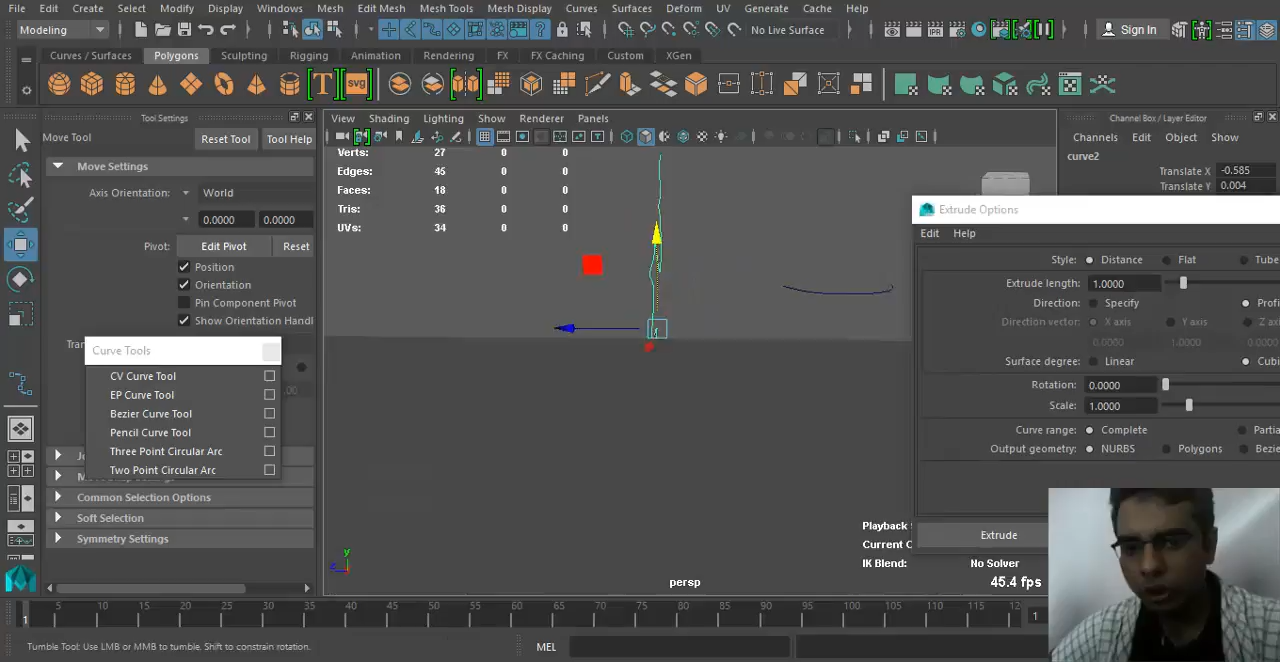 File Edit Create Select Modify Display Windows Mesh Edit Mesh Mesh Tools Mesh Display Curves Surfaces Deform UV Generate Cache Help
Modeling No Live Surface IPR Sign In
Curves / Surfaces Polygons Sculpting Rigging Animation Rendering FX FX Caching Custom XGen
T svg
Tool Settings
Move Tool Reset Tool Tool Help
Move Settings
Axis Orientation: World
0.0000 0.0000
Pivot: Edit Pivot Reset
Position
Orientation
Pin Component Pivot
Show Orientation Handl
Curve Tools
CV Curve Tool
EP Curve Tool
Bezier Curve Tool
Pencil Curve Tool
Three Point Circular Arc
Two Point Circular Arc
Common Selection Options
Soft Selection
Symmetry Settings
View Shading Lighting Show Renderer Panels
Verts: 27 0 0
Edges: 45 0 0
Faces: 18 0 0
Tris: 36 0 0
UVs: 34 0 0
Playback
Current C
IK Blend: No Solver
45.4 fps
persp
y
z
Channel Box / Layer Editor
Channels Edit Object Show
curve2
Translate X -0.585
Translate Y 0.004
Extrude Options
Edit Help
Style: Distance Flat Tube
Extrude length: 1.0000
Direction: Specify Profi
Direction vector: X axis Y axis Z a
0.0000 1.0000 0.0000
Surface degree: Linear Cubi
Rotation: 0.0000
Scale: 1.0000
Curve range: Complete Partia
Output geometry: NURBS Polygons Bezie
Extrude
1 5 10 15 20 25 30 35 40 45 50 55 60 65 70 75 80 85 90 95 100 105 110 115 12 1
Tumble Tool: Use LMB or MMB to tumble. Shift to constrain rotation. MEL